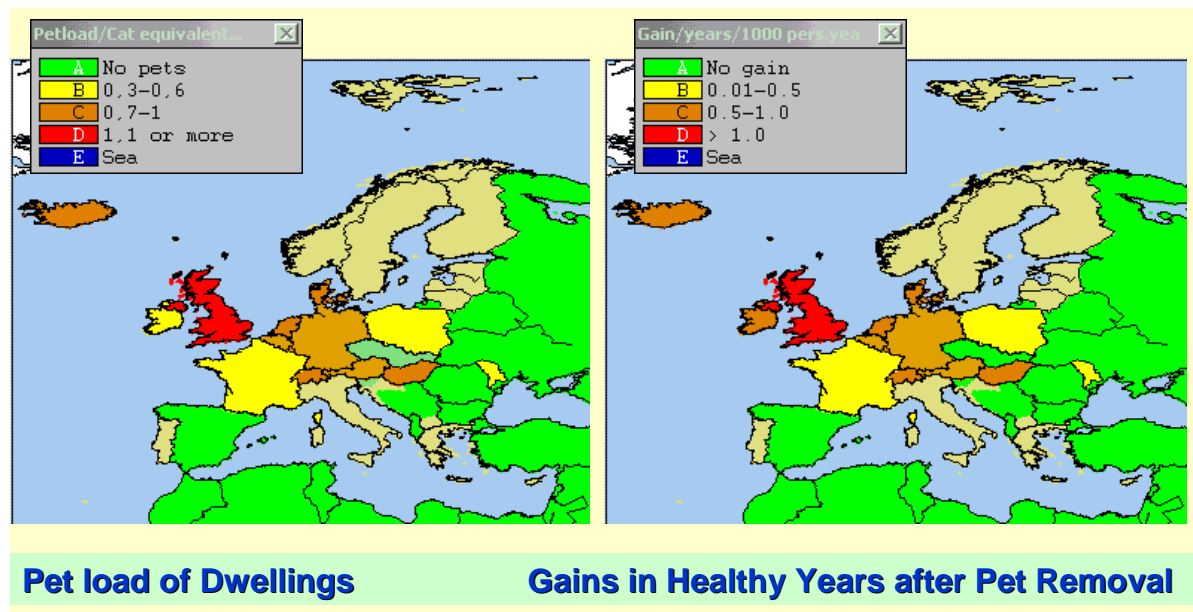 Petload/Cat equivalent...
A No pets
B 0,3-0,6
C 0,7-1
D 1,1 or more
E Sea
Gain/years/1000 pers.yea
A No gain
B 0.01-0.5
C 0.5-1.0
D > 1.0
E Sea
Pet load of Dwellings
Gains in Healthy Years after Pet Removal